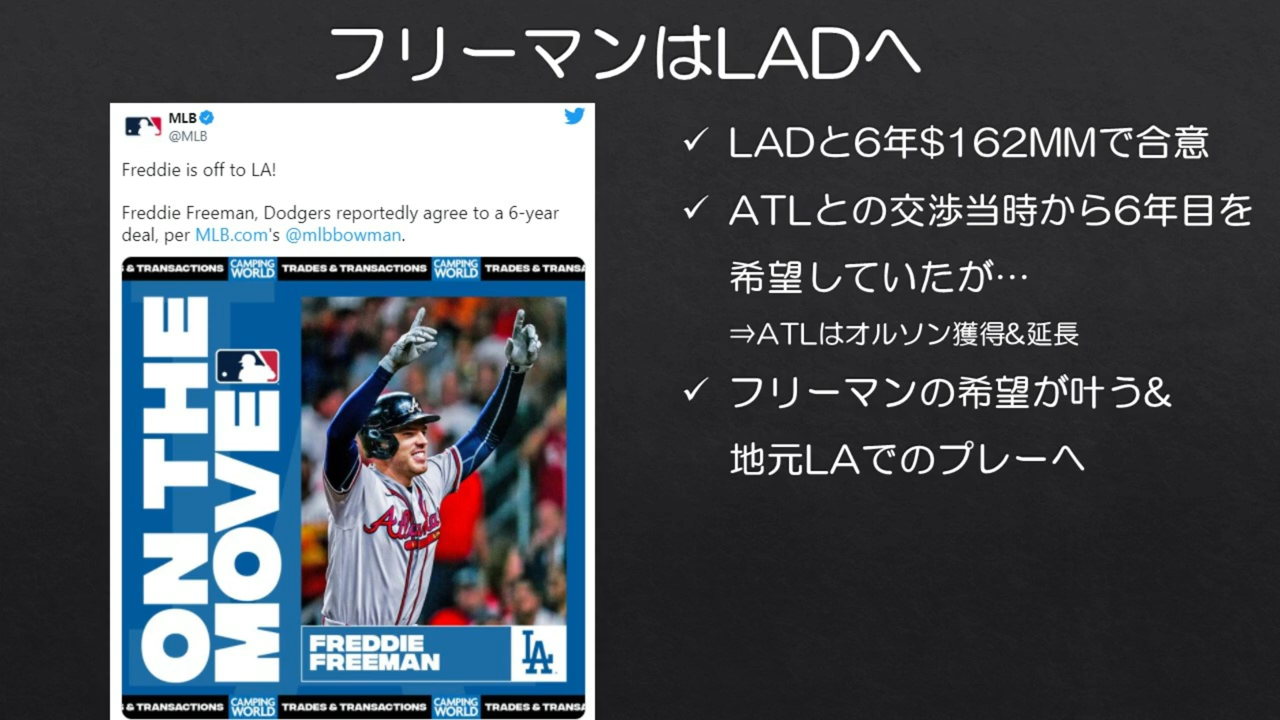 フリーマンはLADへ
MLB
@MLB
Freddie is off to LA!
Freddie Freeman, Dodgers reportedly agree to a 6-year
deal, per MLB.com's @mlbbowman.
& TRANSACTIONS CAMPING WORLD TRADES & TRANSACTIONS CAMPING WORLD TRADES & TRANSA
ON THE
MOVE
Atlanta
FREDDIE
FREEMAN
LA
& TRANSACTIONS CAMPING WORLD TRADES & TRANSACTIONS CAMPING WORLD TRADES & TRANSA
✓ LADと6年$162MMで合意
✓ ATLとの交渉当時から6年目を
希望していたが…
⇒ATLはオルソン獲得&延長
✓ フリーマンの希望が叶う&
地元LAでのプレーへ